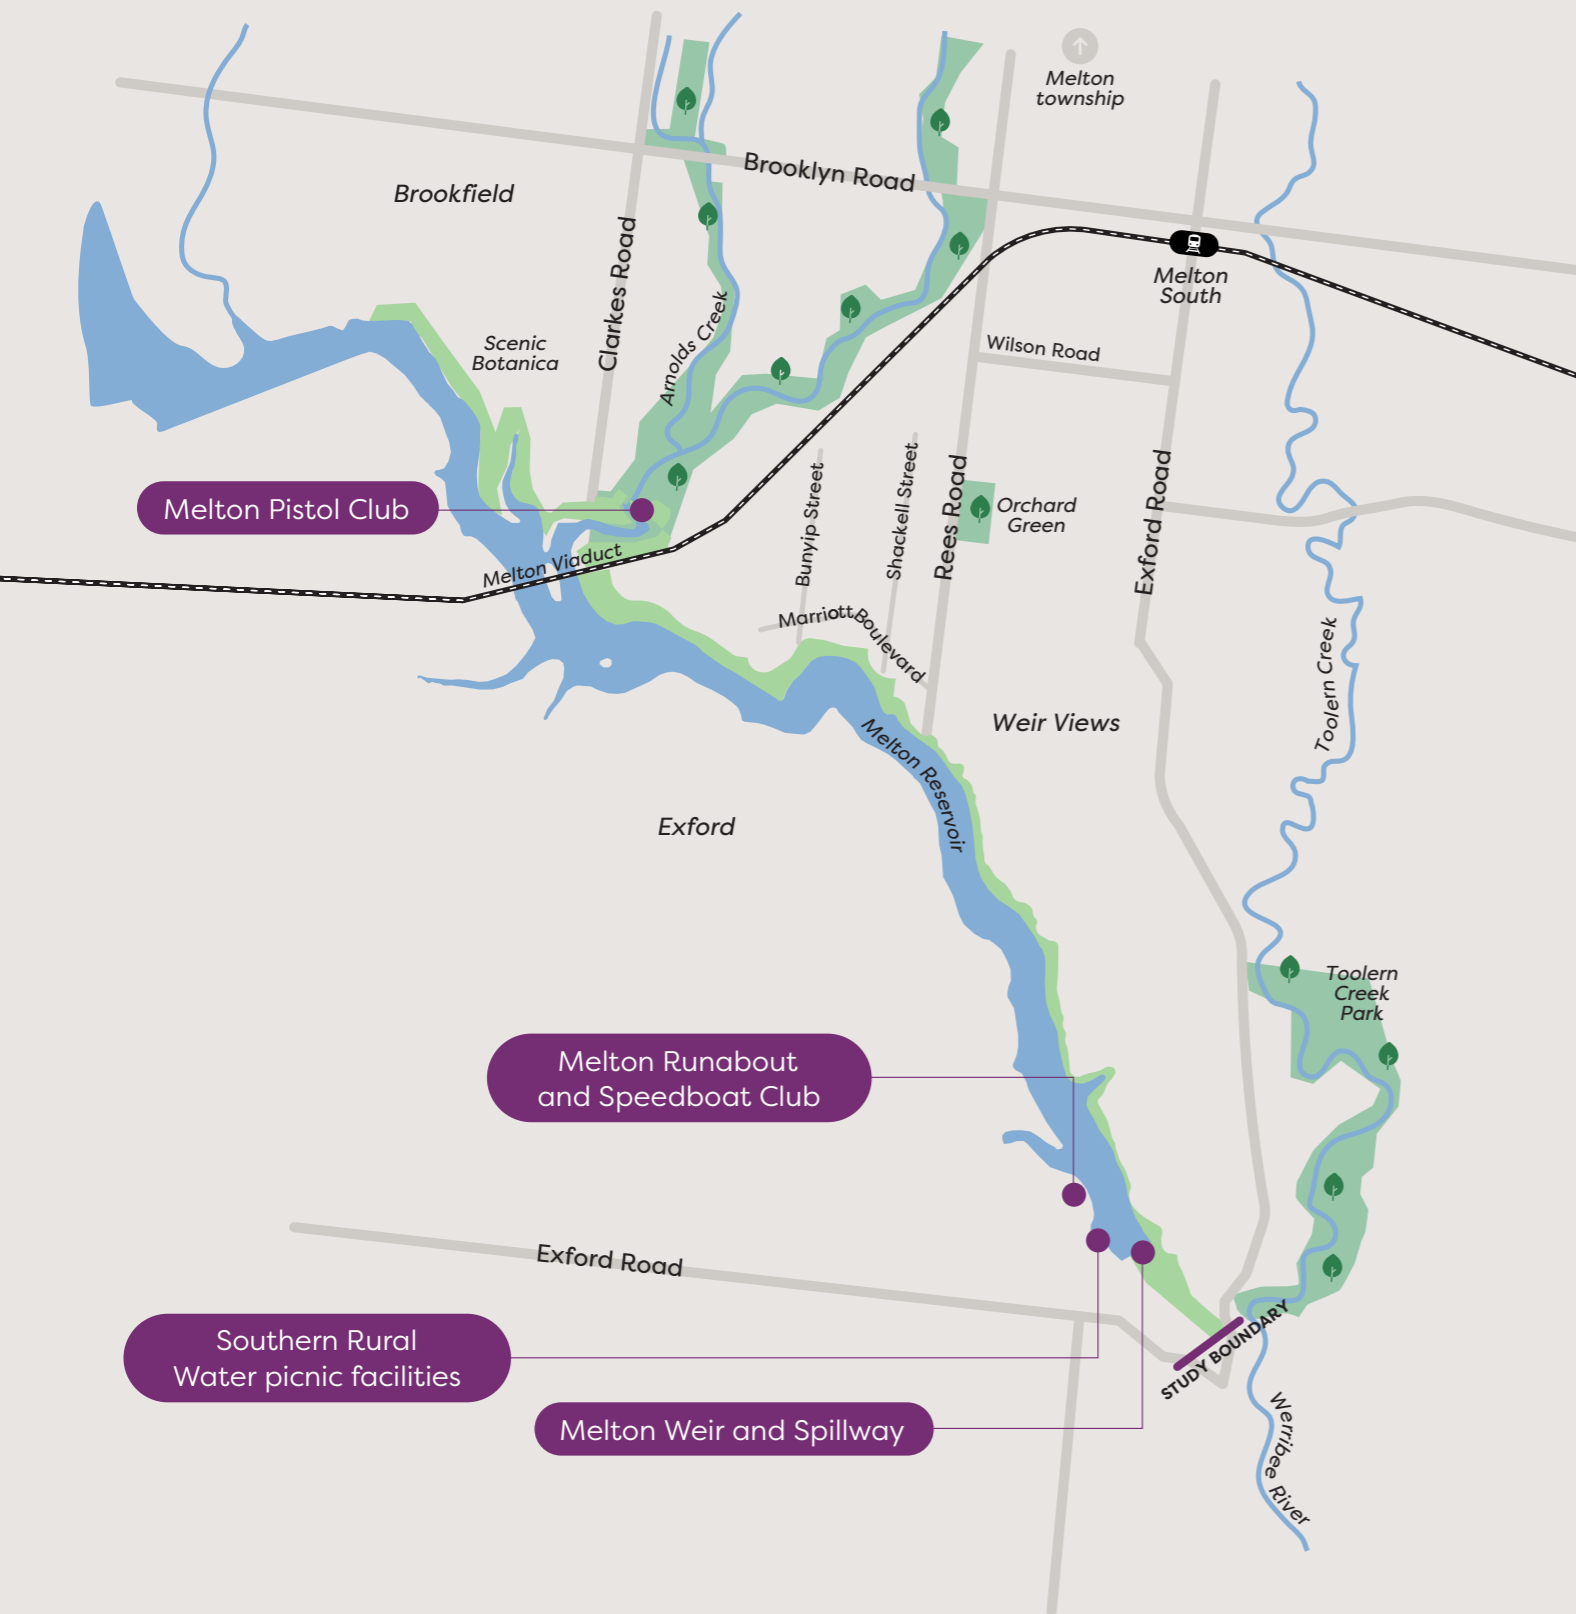 Melton
township
Brooklyn Road
Brookfield
Clarkes Road
Melton
South
Arnolds Creek
Scenic
Botanica
Wilson Road
Melton Pistol Club
Bunyip Street
Shackell Street
Rees Road
Orchard
Green
Exford Road
Melton Viaduct
Marriott Boulevard
Toolern Creek
Weir Views
Melton Reservoir
Exford
Toolern
Creek
Park
Melton Runabout
and Speedboat Club
Exford Road
Southern Rural
Water picnic facilities
STUDY BOUNDARY
Melton Weir and Spillway
Werribee River